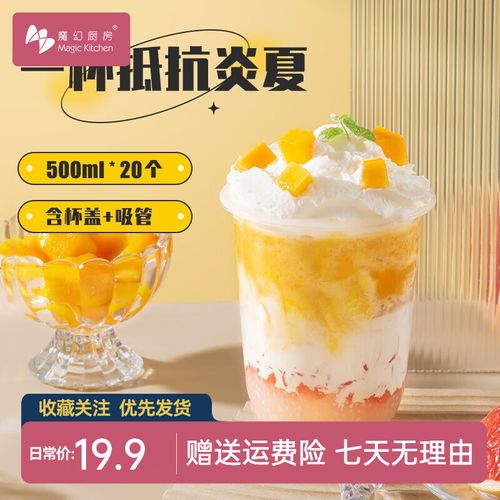 魔幻厨房®
Magic Kitchen
一杯抵抗炎夏
500ml * 20个
含杯盖+吸管
收藏关注 优先发货
日常价:19.9
赠送运费险 七天无理由